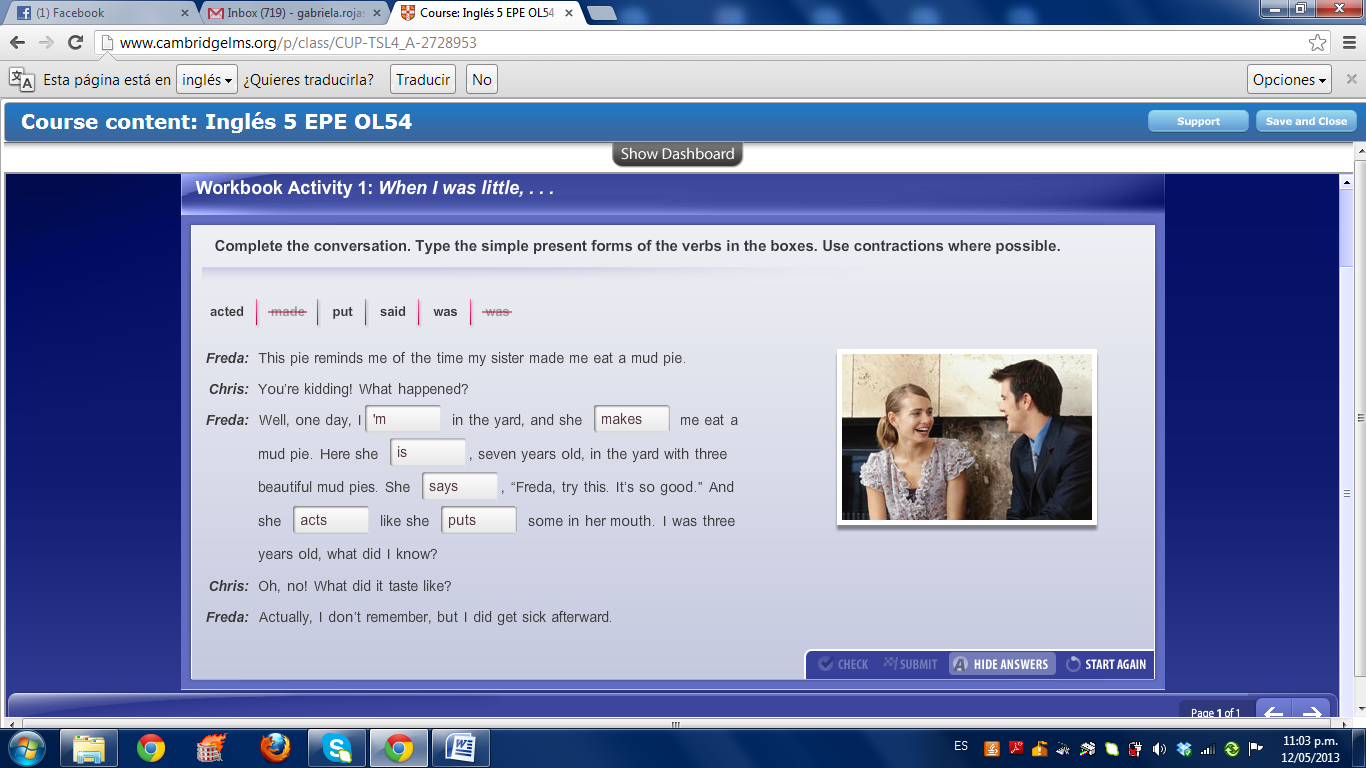 (1) Facebook
Inbox (719) - gabriela.rojas
Course: Inglés 5 EPE OL54
www.cambridgelms.org/p/class/CUP-TSL4_A-2728953
Esta página está en inglés ¿Quieres traducirla? Traducir No Opciones
Course content: Inglés 5 EPE OL54 Support Save and Close
Show Dashboard
Workbook Activity 1: When I was little, . . .
Complete the conversation. Type the simple present forms of the verbs in the boxes. Use contractions where possible.
acted made put said was was
Freda: This pie reminds me of the time my sister made me eat a mud pie.
Chris: You're kidding! What happened?
Freda: Well, one day, I 'm in the yard, and she makes me eat a
mud pie. Here she is , seven years old, in the yard with three
beautiful mud pies. She says , “Freda, try this. It's so good.” And
she acts like she puts some in her mouth. I was three
years old, what did I know?
Chris: Oh, no! What did it taste like?
Freda: Actually, I don't remember, but I did get sick afterward.
CHECK SUBMIT HIDE ANSWERS START AGAIN
Page 1 of 1
ES 11:03 p.m.
12/05/2013